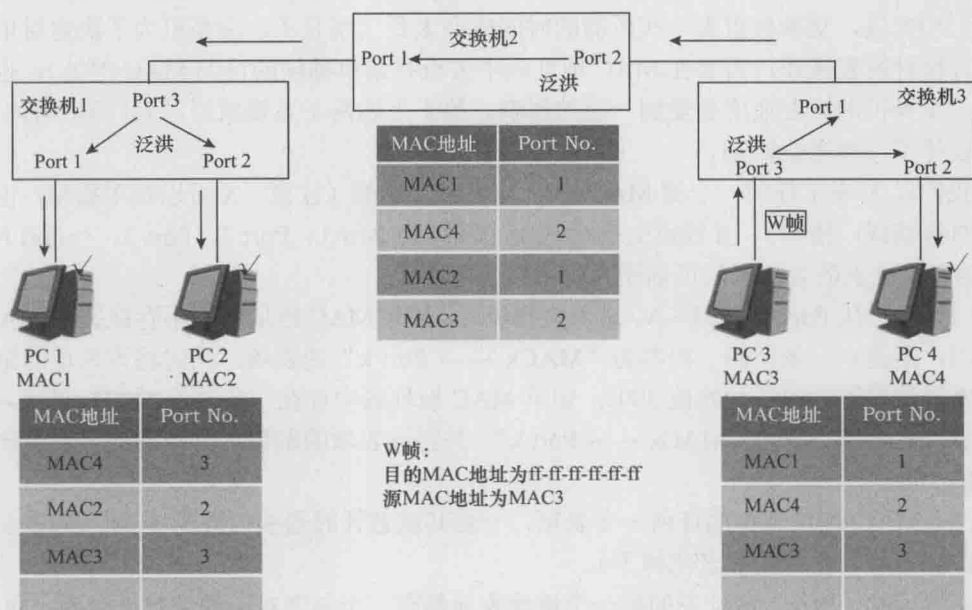 交换机2
Port 1
Port 2
泛洪
交换机1
Port 3
泛洪
Port 1
Port 2
交换机3
Port 1
泛洪
Port 3
Port 2
W帧
MAC地址 Port No.
MAC1 1
MAC4 2
MAC2 1
MAC3 2
PC 1
MAC1
PC 2
MAC2
PC 3
MAC3
PC 4
MAC4
MAC地址 Port No.
MAC4 3
MAC2 2
MAC3 3
W帧：
目的MAC地址为ff-ff-ff-ff-ff-ff
源MAC地址为MAC3
MAC地址 Port No.
MAC1 1
MAC4 2
MAC3 3